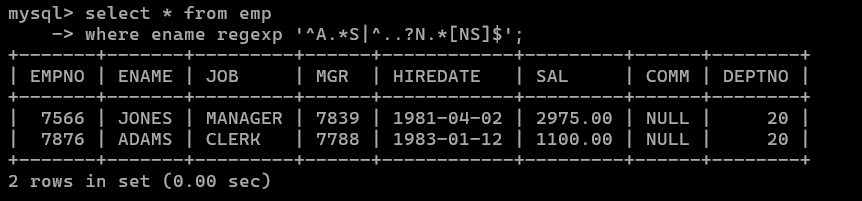 mysql> select * from emp
    -> where ename regexp '^A.*S|^..?N.*[NS]$';
+-------+-------+---------+------+------------+---------+------+--------+
| EMPNO | ENAME | JOB     | MGR  | HIREDATE   | SAL     | COMM | DEPTNO |
+-------+-------+---------+------+------------+---------+------+--------+
|  7566 | JONES | MANAGER | 7839 | 1981-04-02 | 2975.00 | NULL |     20 |
|  7876 | ADAMS | CLERK   | 7788 | 1983-01-12 | 1100.00 | NULL |     20 |
+-------+-------+---------+------+------------+---------+------+--------+
2 rows in set (0.00 sec)